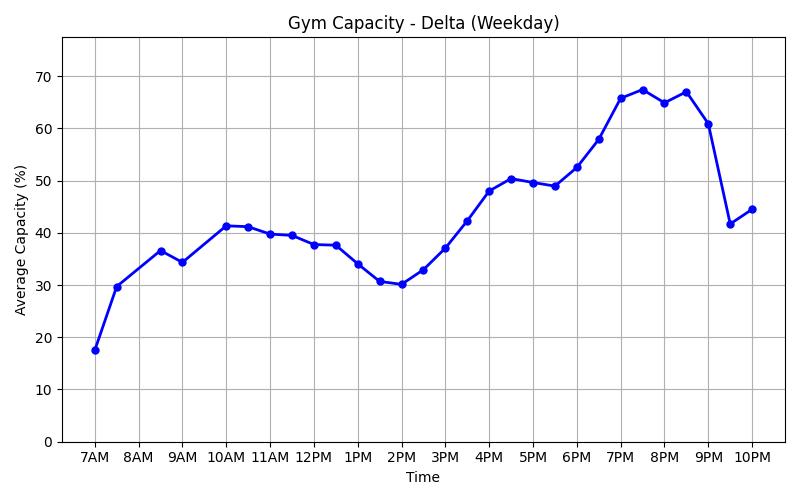 Gym Capacity - Delta (Weekday)
Average Capacity (%)
70
60
50
40
30
20
10
0
7AM 8AM 9AM 10AM 11AM 12PM 1PM 2PM 3PM 4PM 5PM 6PM 7PM 8PM 9PM 10PM
Time